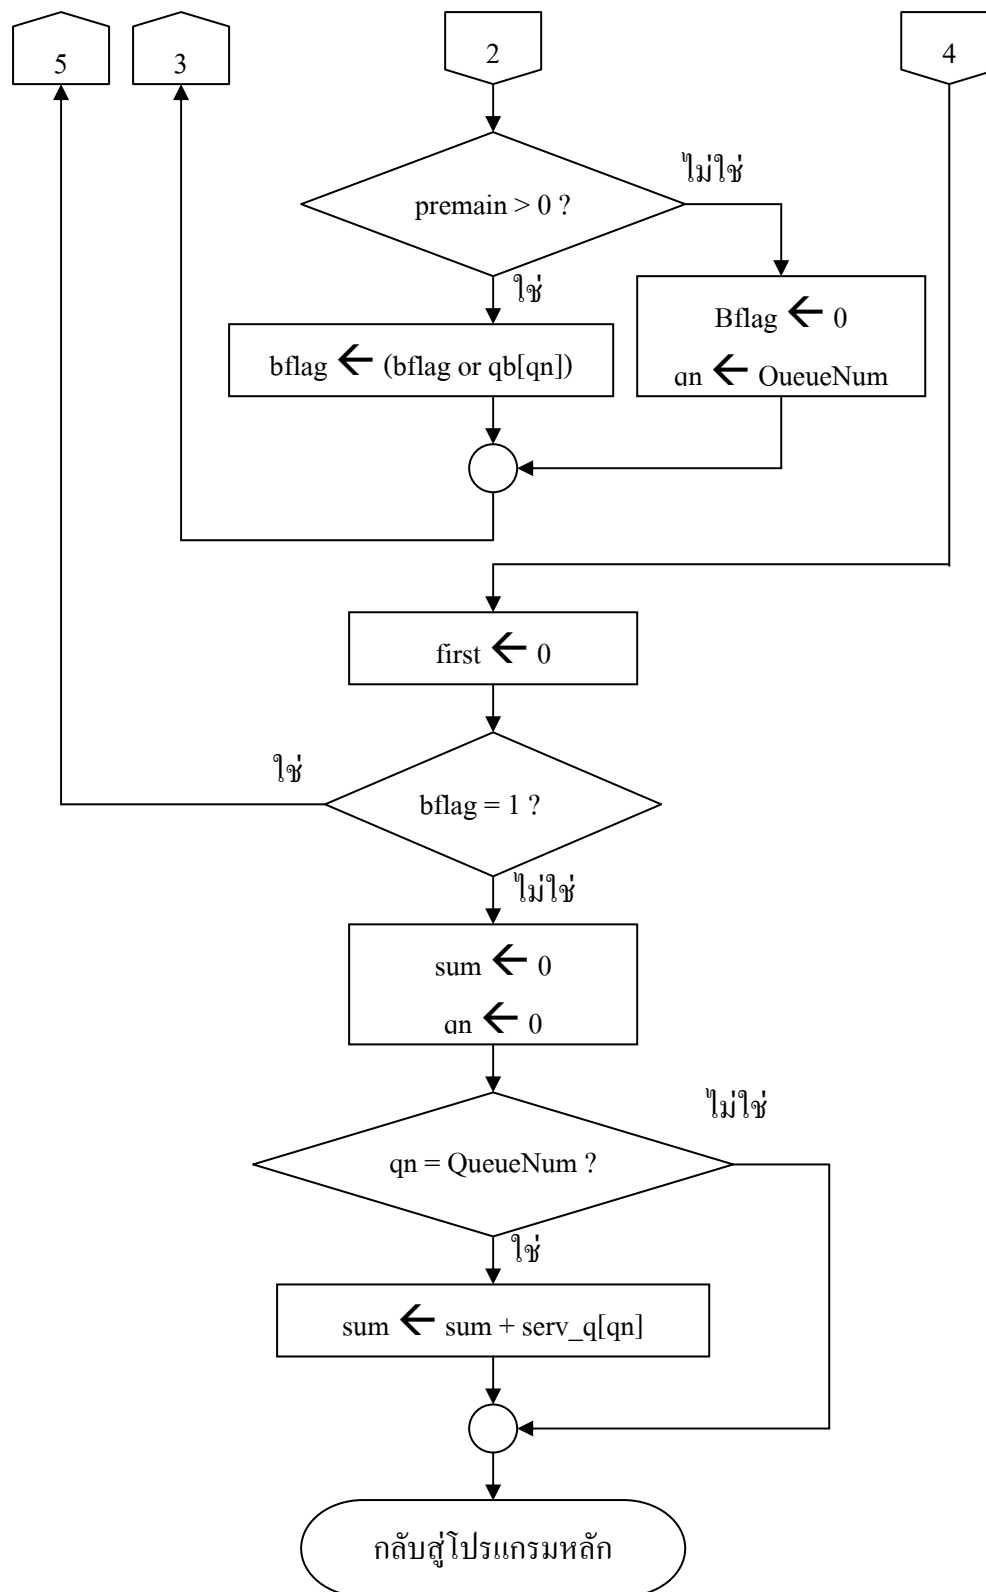 5
3
2
4
premain > 0 ?
ไม่ใช่
ใช่
bflag ← (bflag or qb[qn])
Bflag ← 0
qn ← QueueNum
first ← 0
ใช่
bflag = 1 ?
ไม่ใช่
sum ← 0
qn ← 0
qn = QueueNum ?
ไม่ใช่
ใช่
sum ← sum + serv_q[qn]
กลับสู่โปรแกรมหลัก